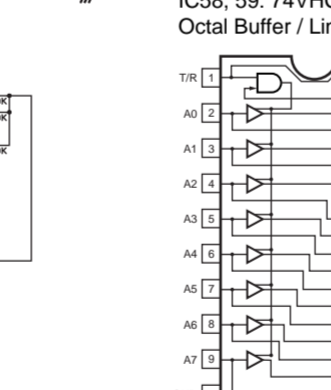 IC58, 59: 74VHC
Octal Buffer / Lin
T/R 1
A0 2
A1 3
A2 4
A3 5
A4 6
A5 7
A6 8
A7 9